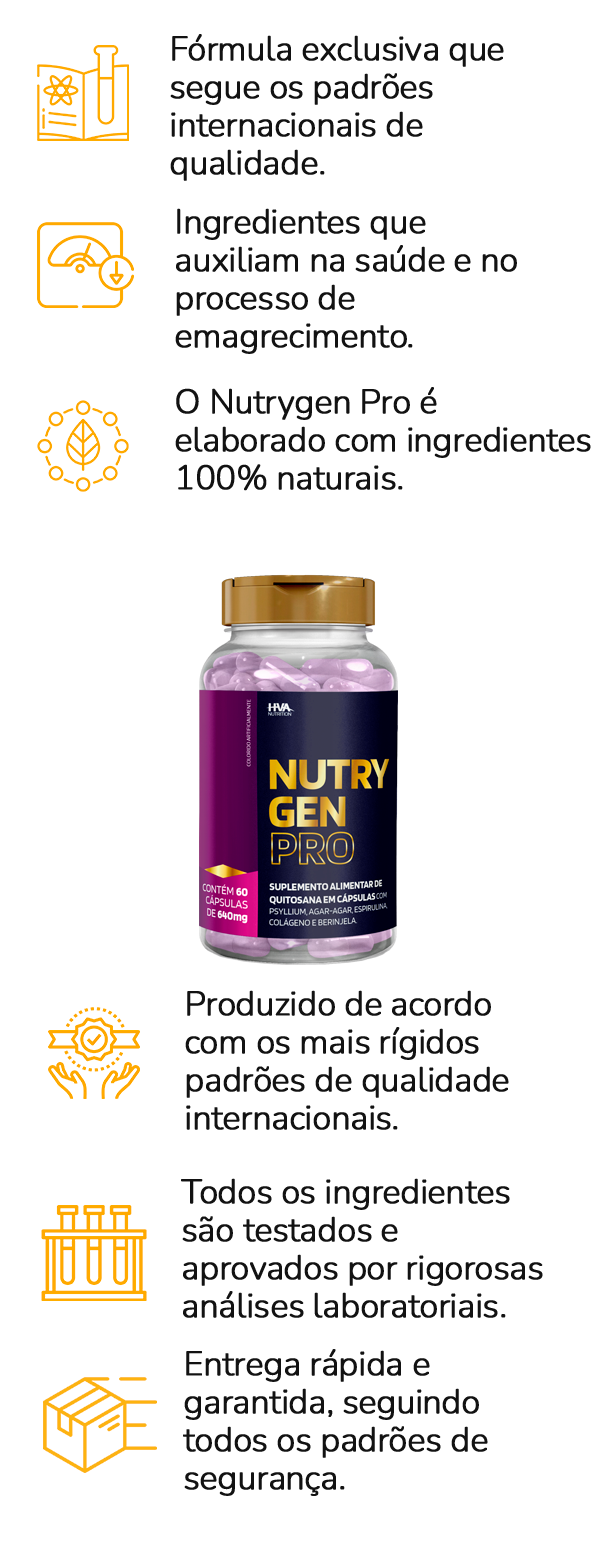 Fórmula exclusiva que
segue os padrões
internacionais de
qualidade.
Ingredientes que
auxiliam na saúde e no
processo de
emagrecimento.
O Nutrygen Pro é
elaborado com ingredientes
100% naturais.
HVA
NUTRITION
COLORIDO ARTIFICIALMENTE
NUTRY
GEN
PRO
CONTÉM 60
CÁPSULAS
DE 640mg
SUPLEMENTO ALIMENTAR DE
QUITOSANA EM CÁPSULAS COM
PSYLLIUM, AGAR-AGAR, ESPIRULINA,
COLÁGENO E BERINJELA.
Produzido de acordo
com os mais rígidos
padrões de qualidade
internacionais.
Todos os ingredientes
são testados e
aprovados por rigorosas
análises laboratoriais.
Entrega rápida e
garantida, seguindo
todos os padrões de
segurança.